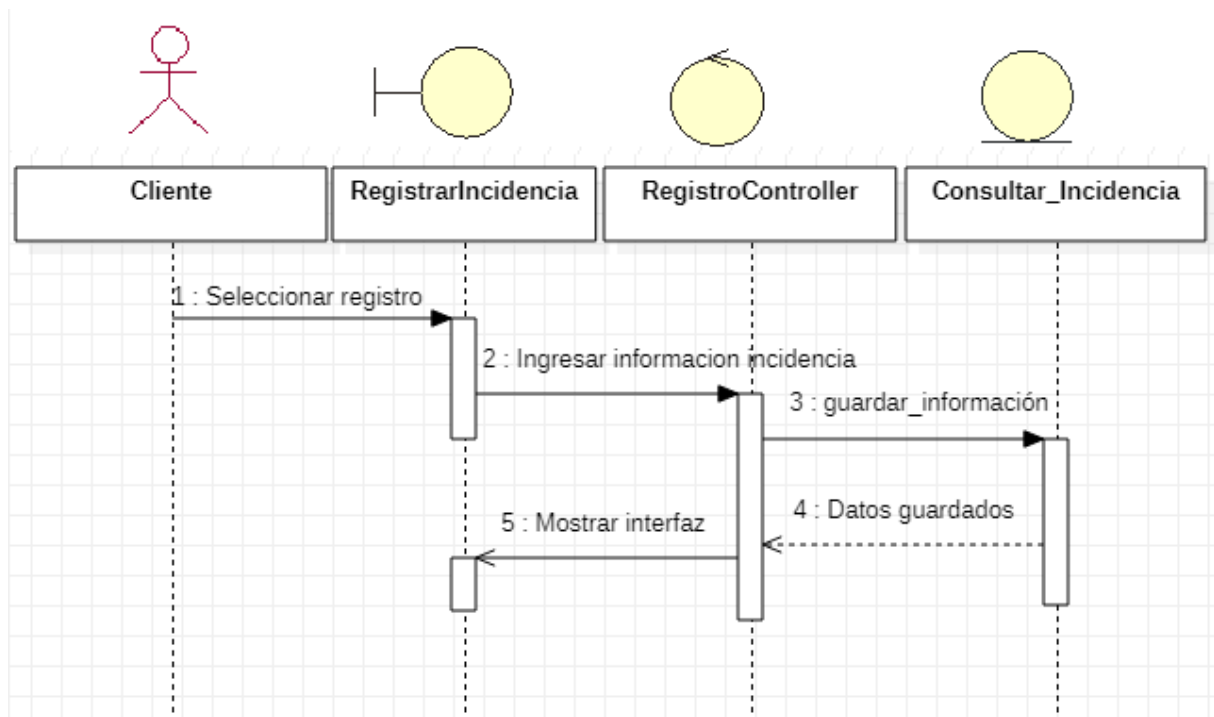 Cliente
RegistrarIncidencia
RegistroController
Consultar_Incidencia
1 : Seleccionar registro
2 : Ingresar informacion incidencia
3 : guardar_información
4 : Datos guardados
5 : Mostrar interfaz